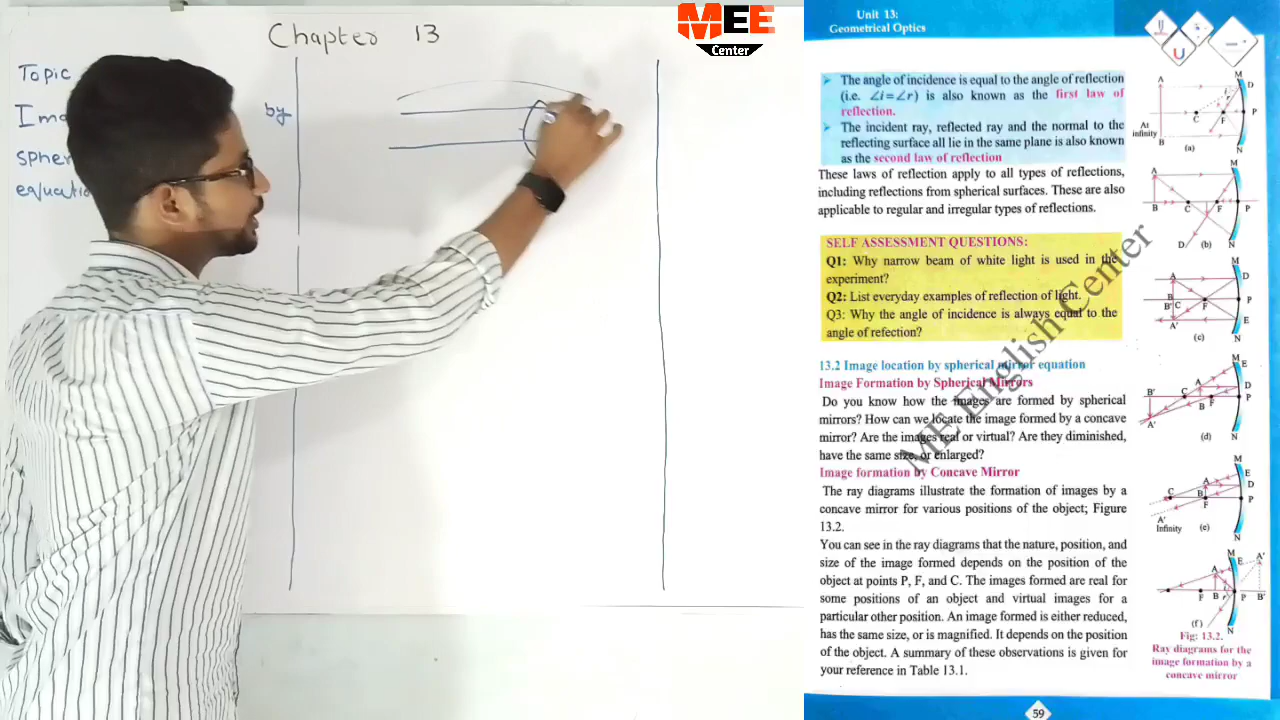 Chapter 13
Topic
by
spher
equation
MEE
Center
Unit 13:
Geometrical Optics
➤ The angle of incidence is equal to the angle of reflection
(i.e. ∠i=∠r) is also known as the first law of
reflection.
➤ The incident ray, reflected ray and the normal to the
reflecting surface all lie in the same plane is also known
as the second law of reflection
These laws of reflection apply to all types of reflections,
including reflections from spherical surfaces. These are also
applicable to regular and irregular types of reflections.
SELF ASSESSMENT QUESTIONS:
Q1: Why narrow beam of white light is used in the
experiment?
Q2: List everyday examples of reflection of light.
Q3: Why the angle of incidence is always equal to the
angle of refection?
13.2 Image location by spherical mirror equation
Image Formation by Spherical Mirrors
Do you know how the images are formed by spherical
mirrors? How can we locate the image formed by a concave
mirror? Are the images real or virtual? Are they diminished,
have the same size, or enlarged?
Image formation by Concave Mirror
The ray diagrams illustrate the formation of images by a
concave mirror for various positions of the object; Figure
13.2.
You can see in the ray diagrams that the nature, position, and
size of the image formed depends on the position of the
object at points P, F, and C. The images formed are real for
some positions of an object and virtual images for a
particular other position. An image formed is either reduced,
has the same size, or is magnified. It depends on the position
of the object. A summary of these observations is given for
your reference in Table 13.1.
ME English Center
A M D
C F P
At
infinity
B N
(a)
A M
B C F P
D (b) N
A M D
B
B' C F P
A' E
(c) N
M E
B' C A D
B F P
A'
(d) N
M
A E
D
C B F P
A'
Infinity (e)
N
M E A'
A
F B P B'
(f) N
Fig: 13.2.
Ray diagrams for the
image formation by a
concave mirror
59